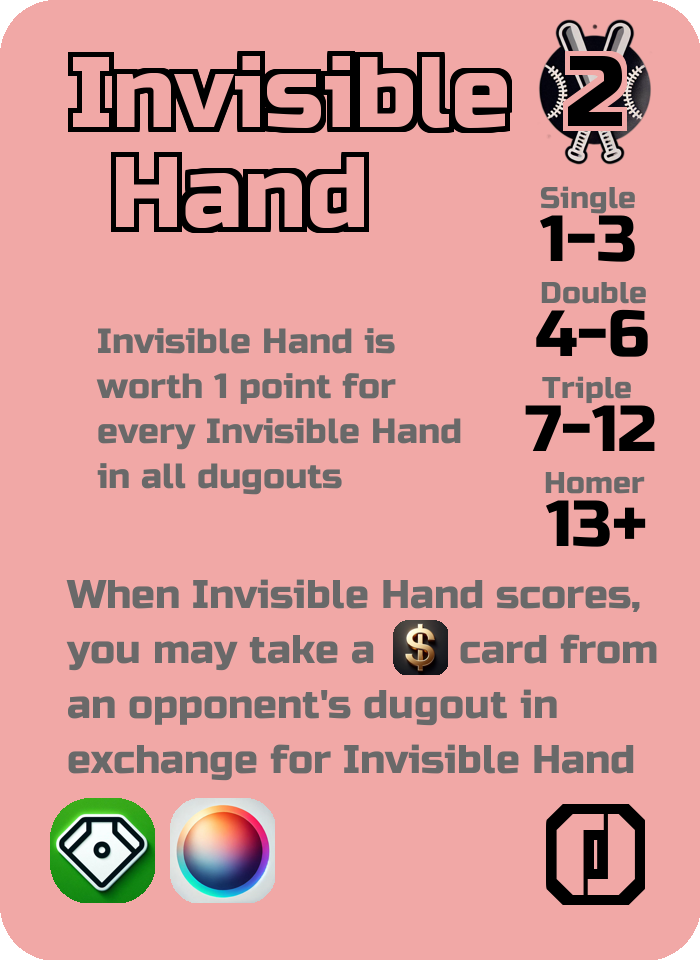 Invisible
Hand
2
Single
1-3
Double
4-6
Triple
7-12
Homer
13+
Invisible Hand is
worth 1 point for
every Invisible Hand
in all dugouts
When Invisible Hand scores,
you may take a $ card from
an opponent's dugout in
exchange for Invisible Hand